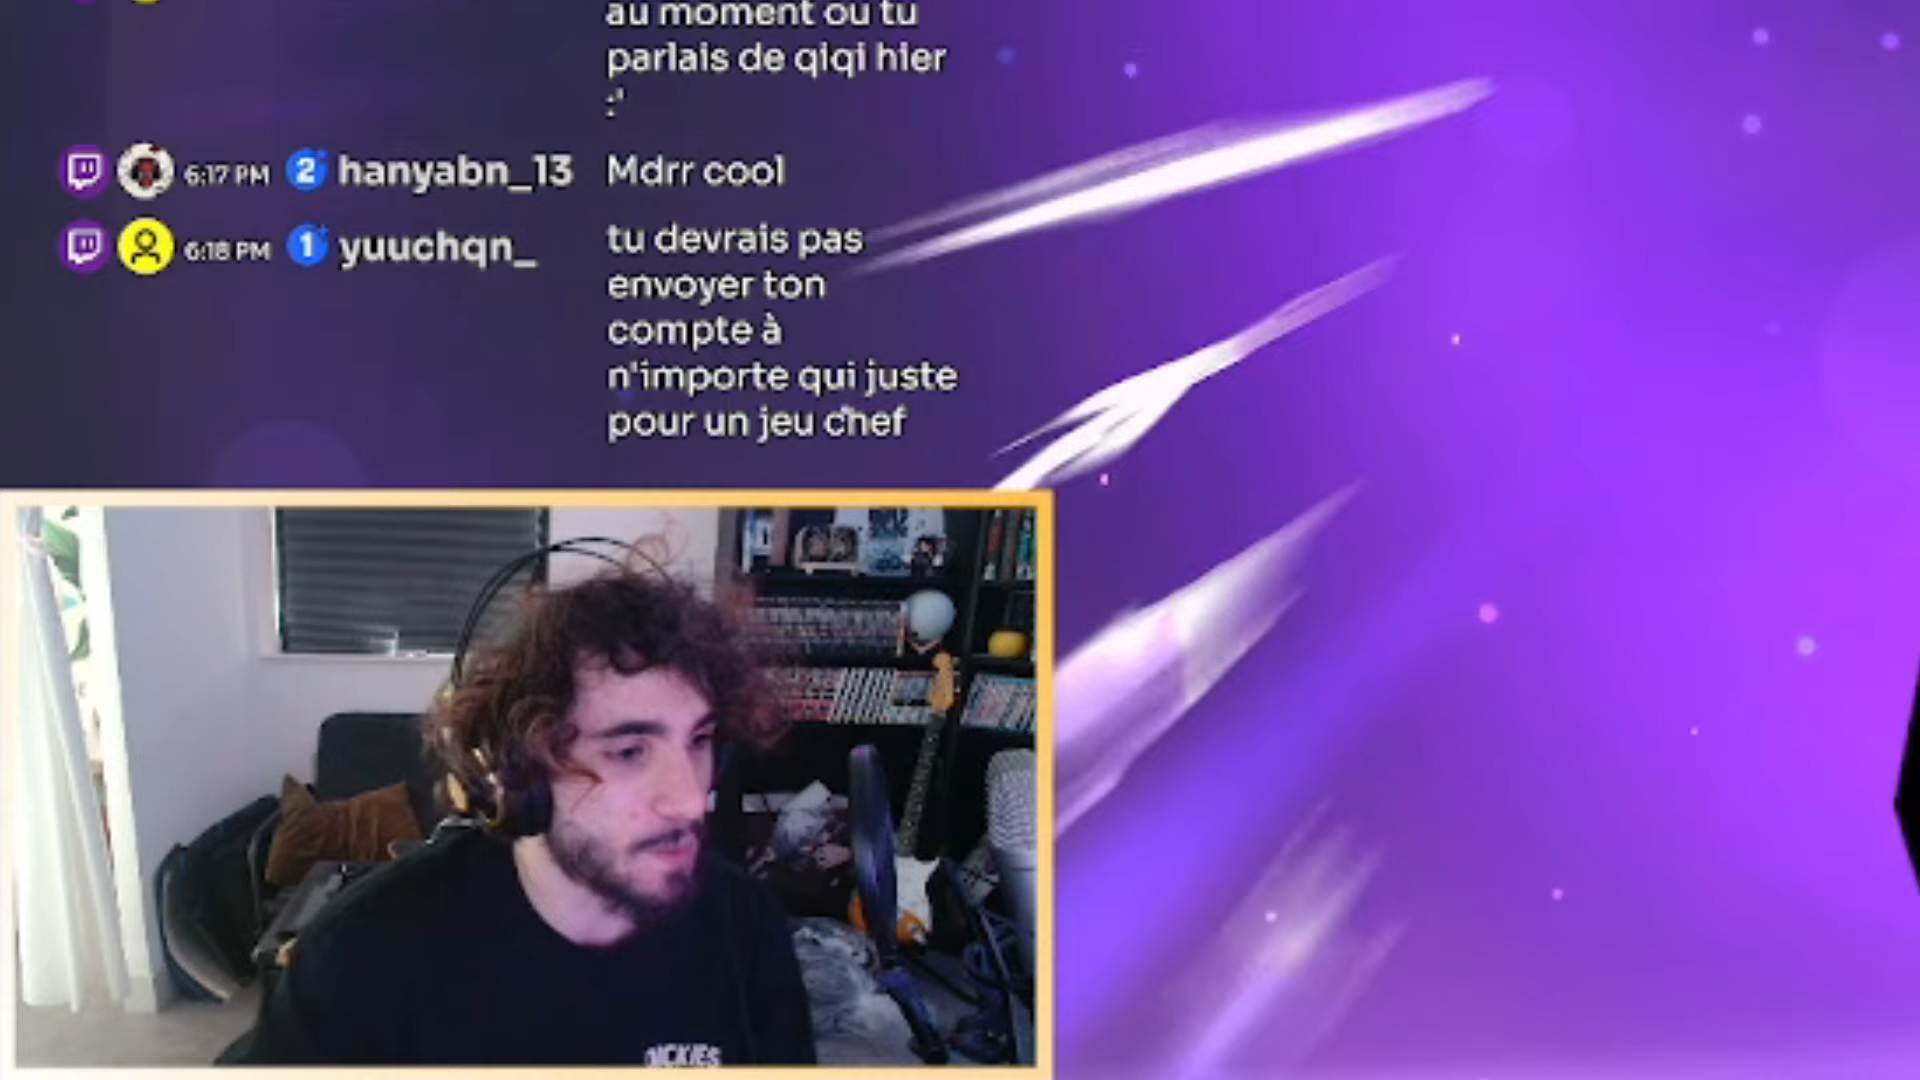 au moment ou tu
parlais de qiqi hier
:'
6:17 PM 2 hanyabn_13 Mdrr cool
6:18 PM 1 yuuchqn_ tu devrais pas
envoyer ton
compte à
n'importe qui juste
pour un jeu chef
DICKIES